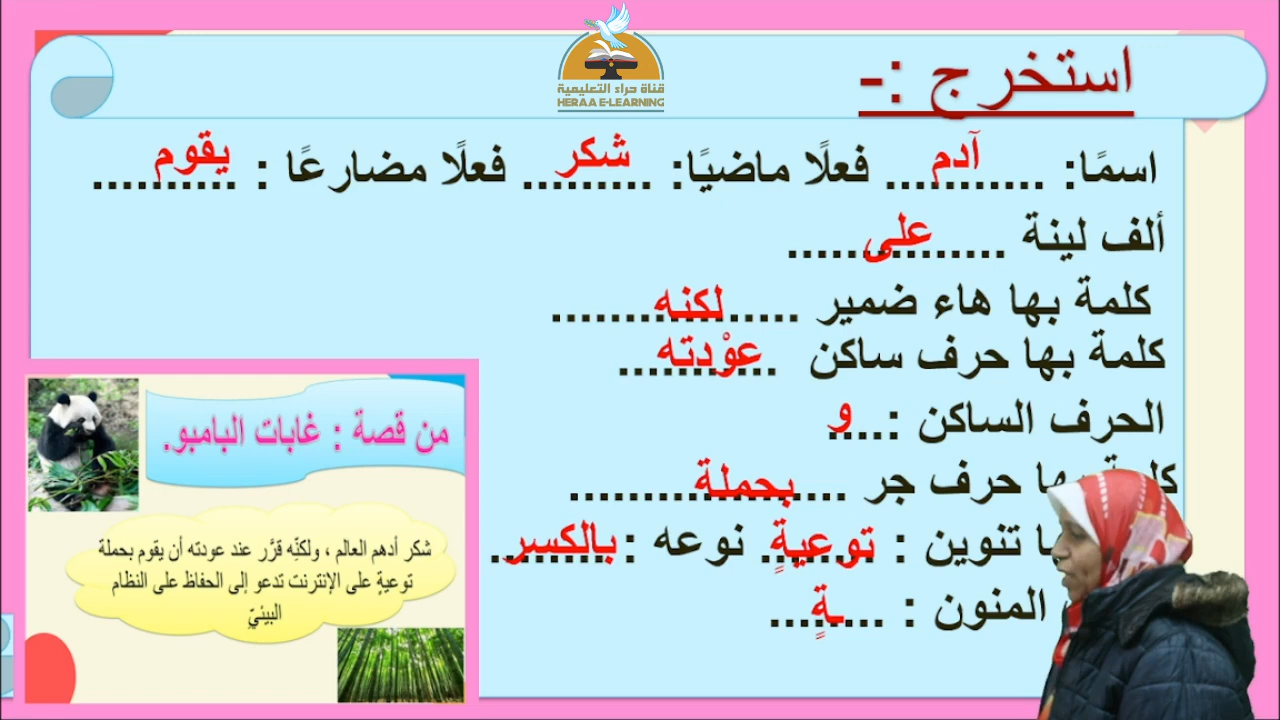 قناة حراء التعليمية
HERAA E-LEARNING
استخرج :-
اسمًا: ........... آدم فعلًا ماضيًا: ......... شكر فعلًا مضارعًا : .......... يقوم
ألف لينة ............... على
كلمة بها هاء ضمير ................. لكنه
كلمة بها حرف ساكن ........... عوْدته
الحرف الساكن :.... و
بها حرف جر ................... بحملة
تنوين : ........ توعيةٍ نوعه : ........ بالكسر
المنون : ........ ـةٍ
من قصة : غابات البامبو.
شكر أدهم العالم ، ولكنِّه قرَّر عند عودته أن يقوم بحملة
توعيةٍ على الإنترنت تدعو إلى الحفاظ على النظام
البيئيّ